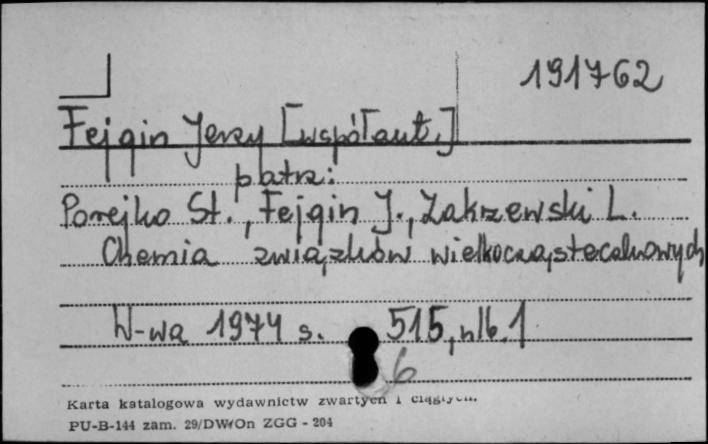 191762
Fejgin Jerzy [współaut.]
patrz:
Porejko St., Fejgin J., Zakrzewski L.
Chemia związków wielkocząsteczkowych
W-wa 1974 s. 515, nlb. 1
6
Karta katalogowa wydawnictw zwartych i ciągłych.
PU-B-144 zam. 29/DWOn ZGG - 204